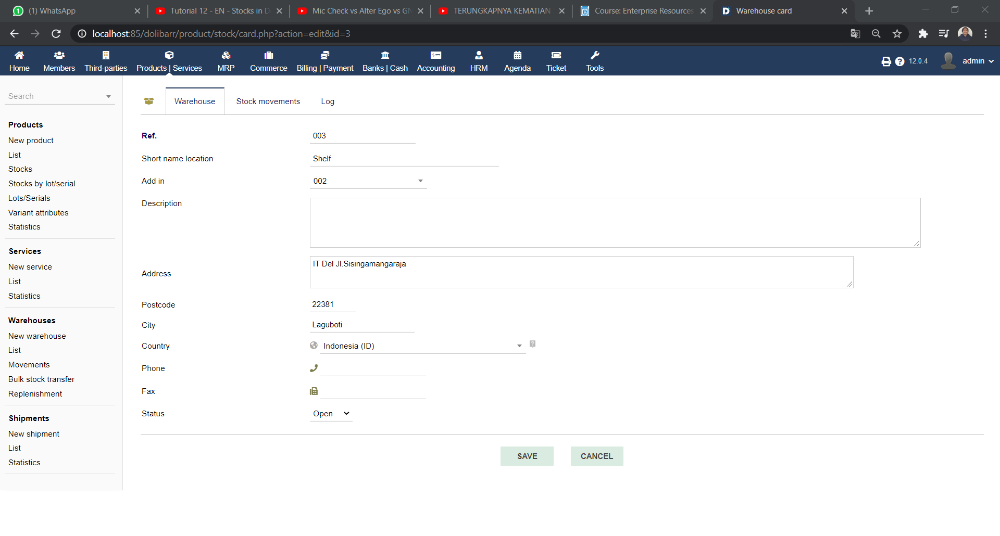 (1) WhatsApp
Tutorial 12 - EN - Stocks in D
Mic Check vs Alter Ego vs GN
TERUNGKAPNYA KEMATIAN
Course: Enterprise Resources
Warehouse card
localhost:85/dolibarr/product/stock/card.php?action=edit&id=3
Home
Members
Third-parties
Products | Services
MRP
Commerce
Billing | Payment
Banks | Cash
Accounting
HRM
Agenda
Ticket
Tools
12.0.4
admin
Search
Products
New product
List
Stocks
Stocks by lot/serial
Lots/Serials
Variant attributes
Statistics
Services
New service
List
Statistics
Warehouses
New warehouse
List
Movements
Bulk stock transfer
Replenishment
Shipments
New shipment
List
Statistics
Warehouse
Stock movements
Log
Ref. 003
Short name location Shelf
Add in 002
Description
Address IT Del Jl.Sisingamangaraja
Postcode 22381
City Laguboti
Country Indonesia (ID)
Phone
Fax
Status Open
SAVE CANCEL